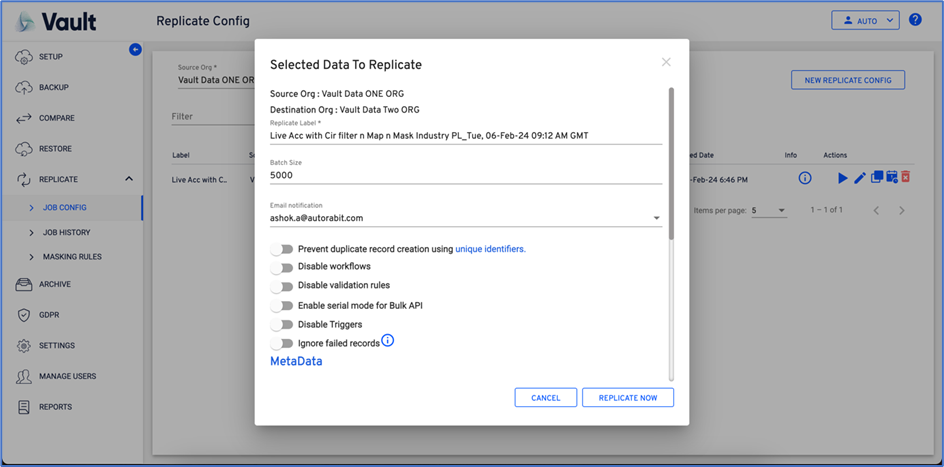 Vault
Replicate Config
AUTO
SETUP
BACKUP
COMPARE
RESTORE
REPLICATE
JOB CONFIG
JOB HISTORY
MASKING RULES
ARCHIVE
GDPR
SETTINGS
MANAGE USERS
REPORTS
Source Org *
Vault Data ONE OR
NEW REPLICATE CONFIG
Filter
Label
ed Date
Info
Actions
Live Acc with C..
-Feb-24 6:46 PM
Items per page: 5
1 – 1 of 1
Selected Data To Replicate
Source Org : Vault Data ONE ORG
Destination Org : Vault Data Two ORG
Replicate Label *
Live Acc with Cir filter n Map n Mask Industry PL_Tue, 06-Feb-24 09:12 AM GMT
Batch Size
5000
Email notification
ashok.a@autorabit.com
Prevent duplicate record creation using unique identifiers.
Disable workflows
Disable validation rules
Enable serial mode for Bulk API
Disable Triggers
Ignore failed records
MetaData
CANCEL
REPLICATE NOW